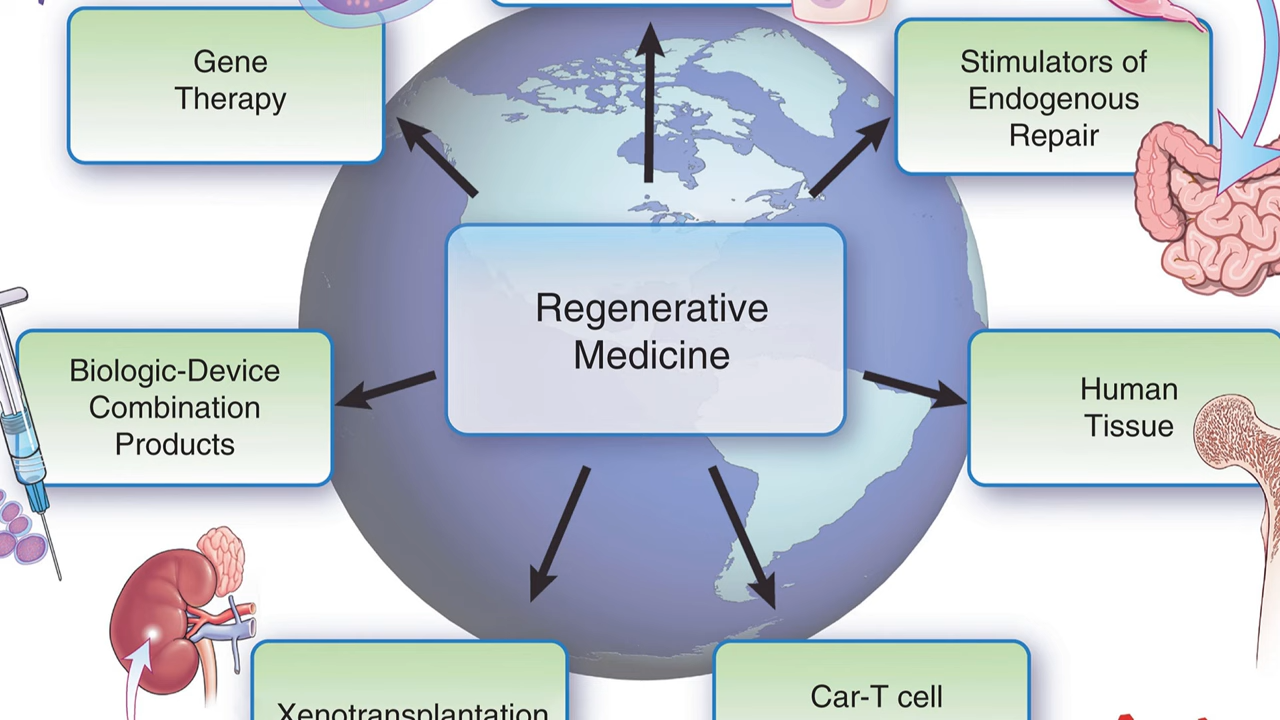 Gene
Therapy
Stimulators of
Endogenous
Repair
Regenerative
Medicine
Biologic-Device
Combination
Products
Human
Tissue
Xenotransplantation
Car-T cell